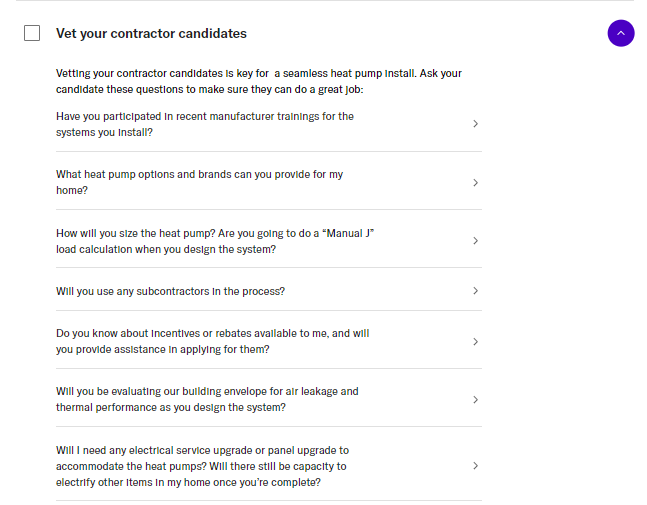 Vet your contractor candidates
Vetting your contractor candidates is key for  a seamless heat pump install. Ask your
candidate these questions to make sure they can do a great job:
Have you participated in recent manufacturer trainings for the
systems you install?
What heat pump options and brands can you provide for my
home?
How will you size the heat pump? Are you going to do a “Manual J”
load calculation when you design the system?
Will you use any subcontractors in the process?
Do you know about incentives or rebates available to me, and will
you provide assistance in applying for them?
Will you be evaluating our building envelope for air leakage and
thermal performance as you design the system?
Will I need any electrical service upgrade or panel upgrade to
accommodate the heat pumps? Will there still be capacity to
electrify other items in my home once you’re complete?